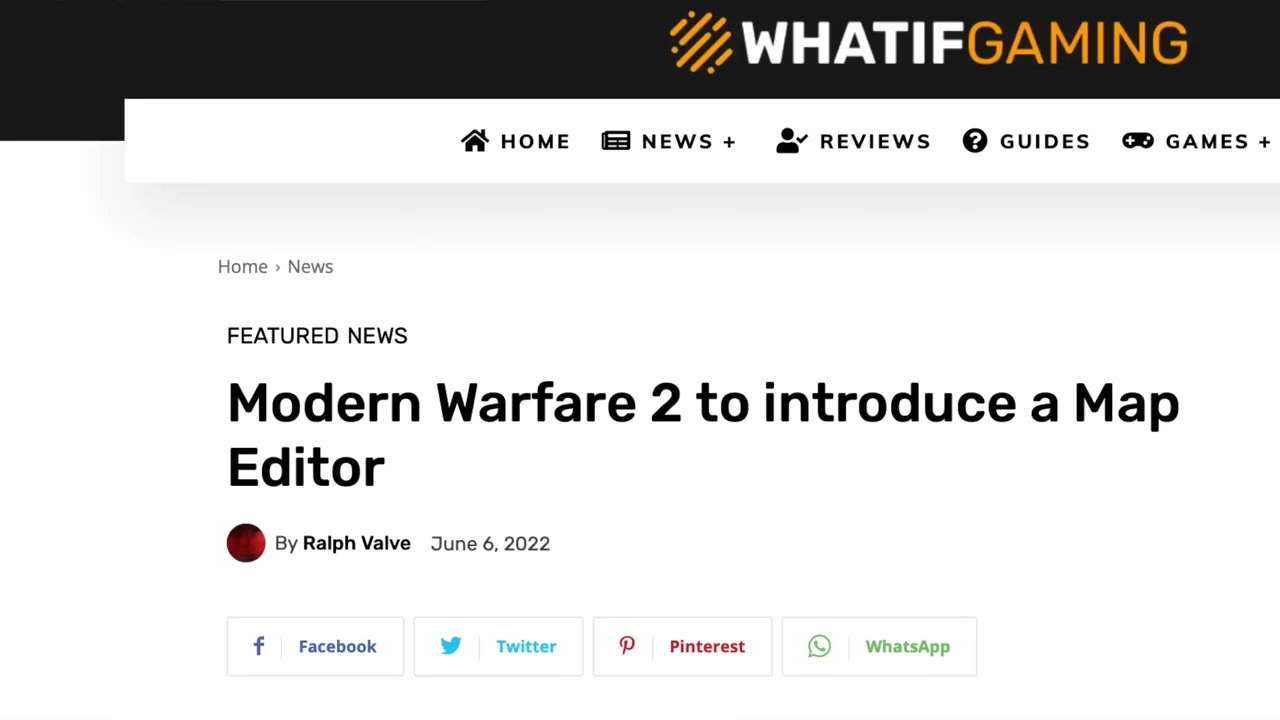 WHATIFGAMING
HOME NEWS + REVIEWS GUIDES GAMES +
Home › News
FEATURED NEWS
Modern Warfare 2 to introduce a Map
Editor
By Ralph Valve June 6, 2022
Facebook Twitter Pinterest WhatsApp